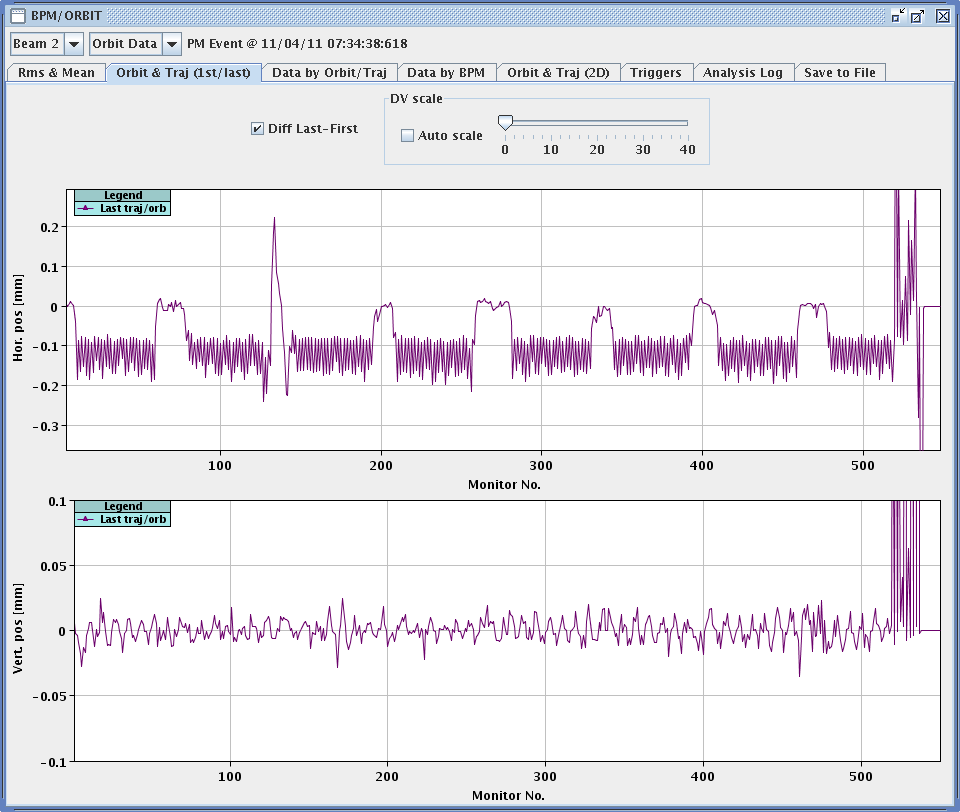 BPM/ORBIT
Beam 2 Orbit Data PM Event @ 11/04/11 07:34:38:618
Rms & Mean Orbit & Traj (1st/last) Data by Orbit/Traj Data by BPM Orbit & Traj (2D) Triggers Analysis Log Save to File
DV scale
Diff Last-First
Auto scale
0 10 20 30 40
Legend
Last traj/orb
Hor. pos [mm]
0.2
0.1
0
-0.1
-0.2
-0.3
100 200 300 400 500
Monitor No.
Legend
Last traj/orb
Vert. pos [mm]
0.1
0.05
0
-0.05
-0.1
100 200 300 400 500
Monitor No.